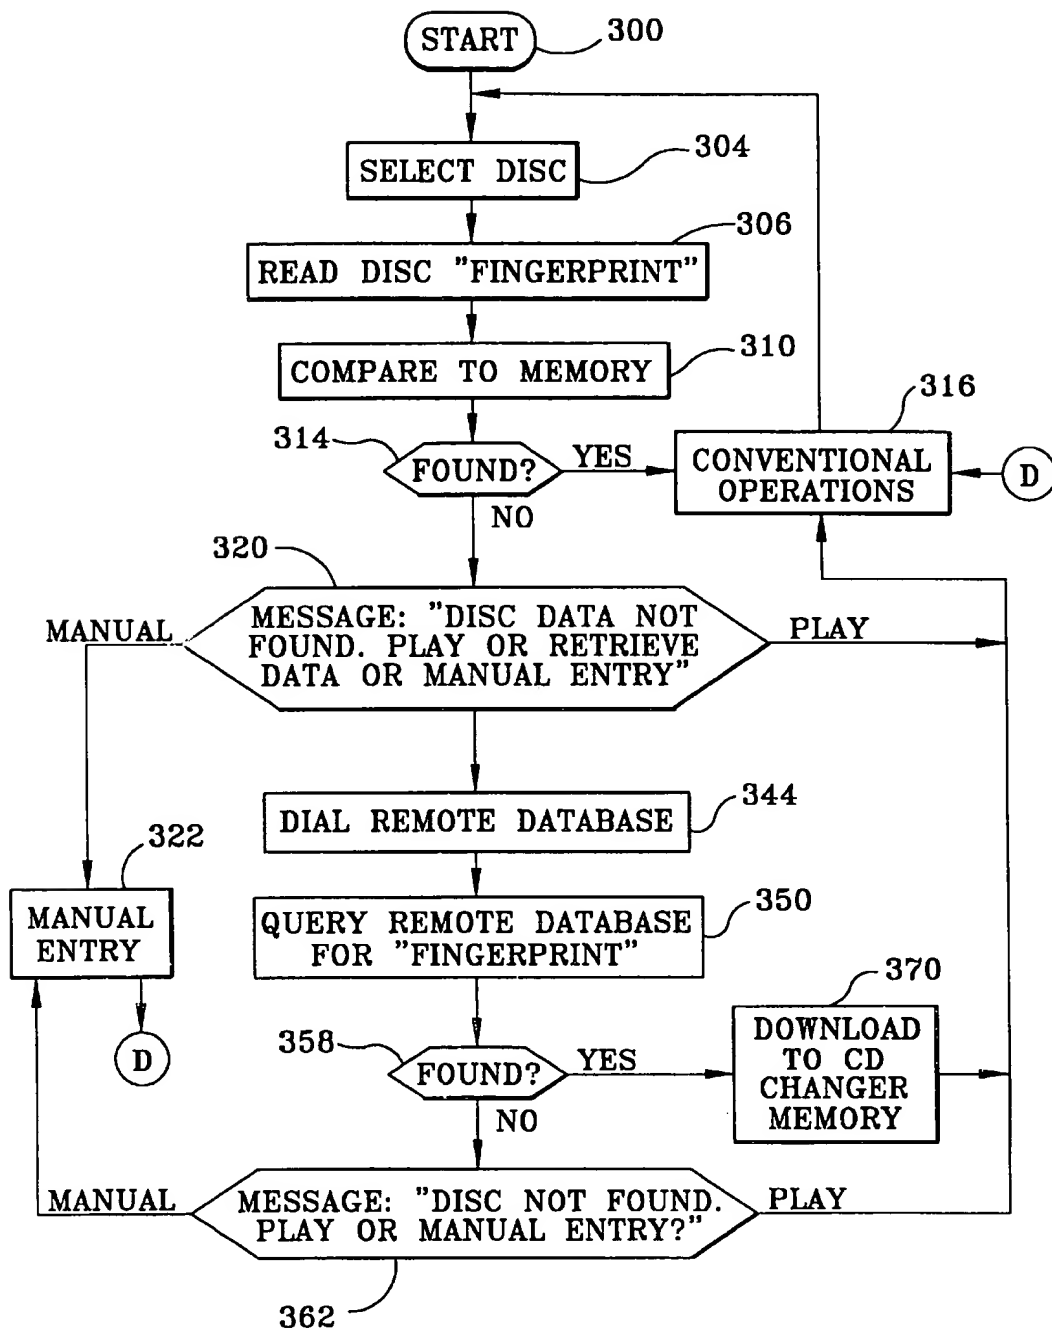 START
300
SELECT DISC
304
306
READ DISC "FINGERPRINT"
COMPARE TO MEMORY
310
314
FOUND?
YES
NO
316
CONVENTIONAL
OPERATIONS
D
320
MANUAL
MESSAGE: "DISC DATA NOT
FOUND. PLAY OR RETRIEVE
DATA OR MANUAL ENTRY"
PLAY
DIAL REMOTE DATABASE
344
322
MANUAL
ENTRY
D
QUERY REMOTE DATABASE
FOR "FINGERPRINT"
350
358
FOUND?
YES
NO
370
DOWNLOAD
TO CD
CHANGER
MEMORY
MANUAL
MESSAGE: "DISC NOT FOUND.
PLAY OR MANUAL ENTRY?"
PLAY
362